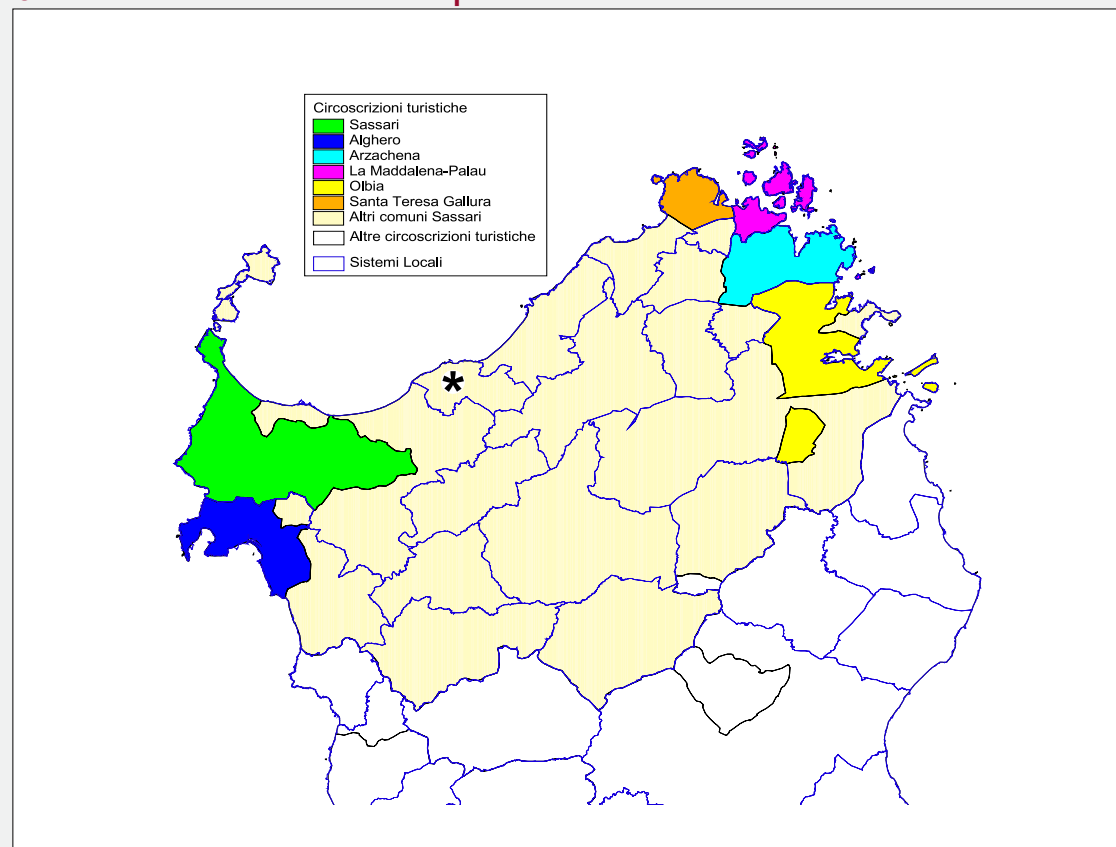 Circoscrizioni turistiche
Sassari
Alghero
Arzachena
La Maddalena-Palau
Olbia
Santa Teresa Gallura
Altri comuni Sassari
Altre circoscrizioni turistiche
Sistemi Locali
*